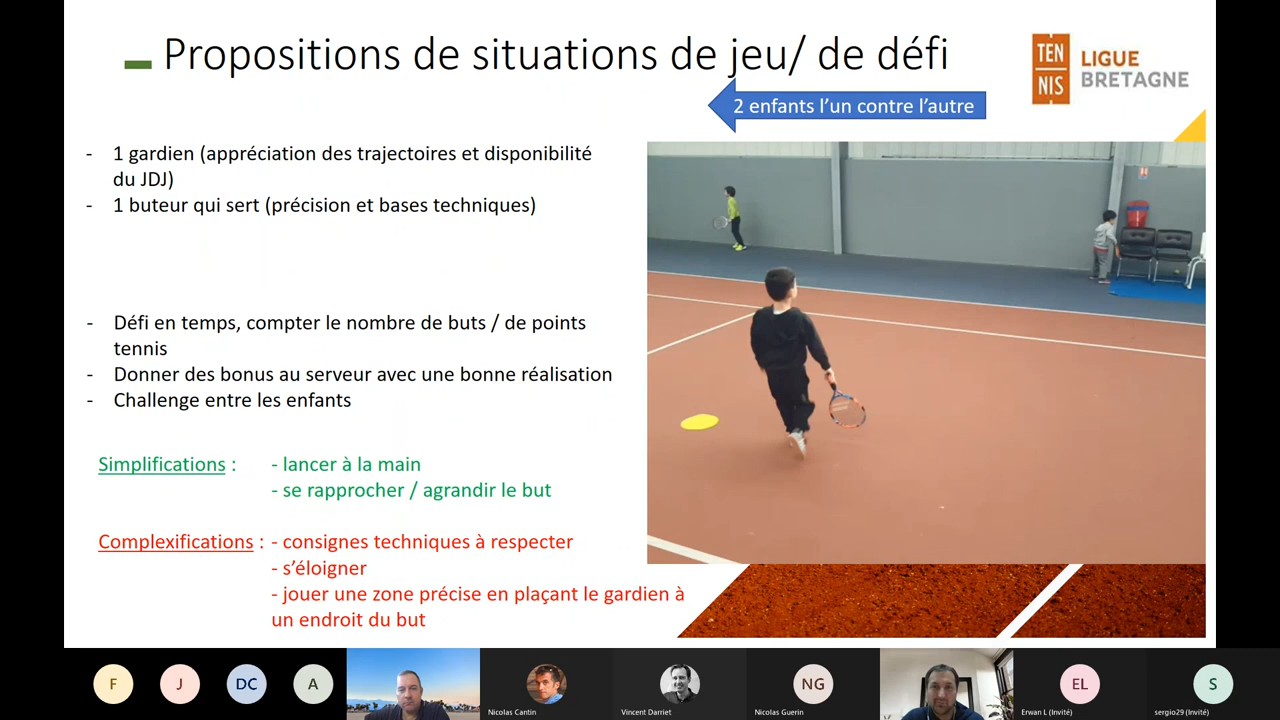 Propositions de situations de jeu/ de défi
TEN
NIS
LIGUE
BRETAGNE
2 enfants l’un contre l’autre
- 1 gardien (appréciation des trajectoires et disponibilité
du JDJ)
- 1 buteur qui sert (précision et bases techniques)
- Défi en temps, compter le nombre de buts / de points
tennis
- Donner des bonus au serveur avec une bonne réalisation
- Challenge entre les enfants
Simplifications : - lancer à la main
- se rapprocher / agrandir le but
Complexifications : - consignes techniques à respecter
- s’éloigner
- jouer une zone précise en plaçant le gardien à
un endroit du but
F
J
DC
A
Nicolas Cantin
Vincent Darriet
NG
Nicolas Guerin
EL
Erwan L (Invité)
S
sergio29 (Invité)